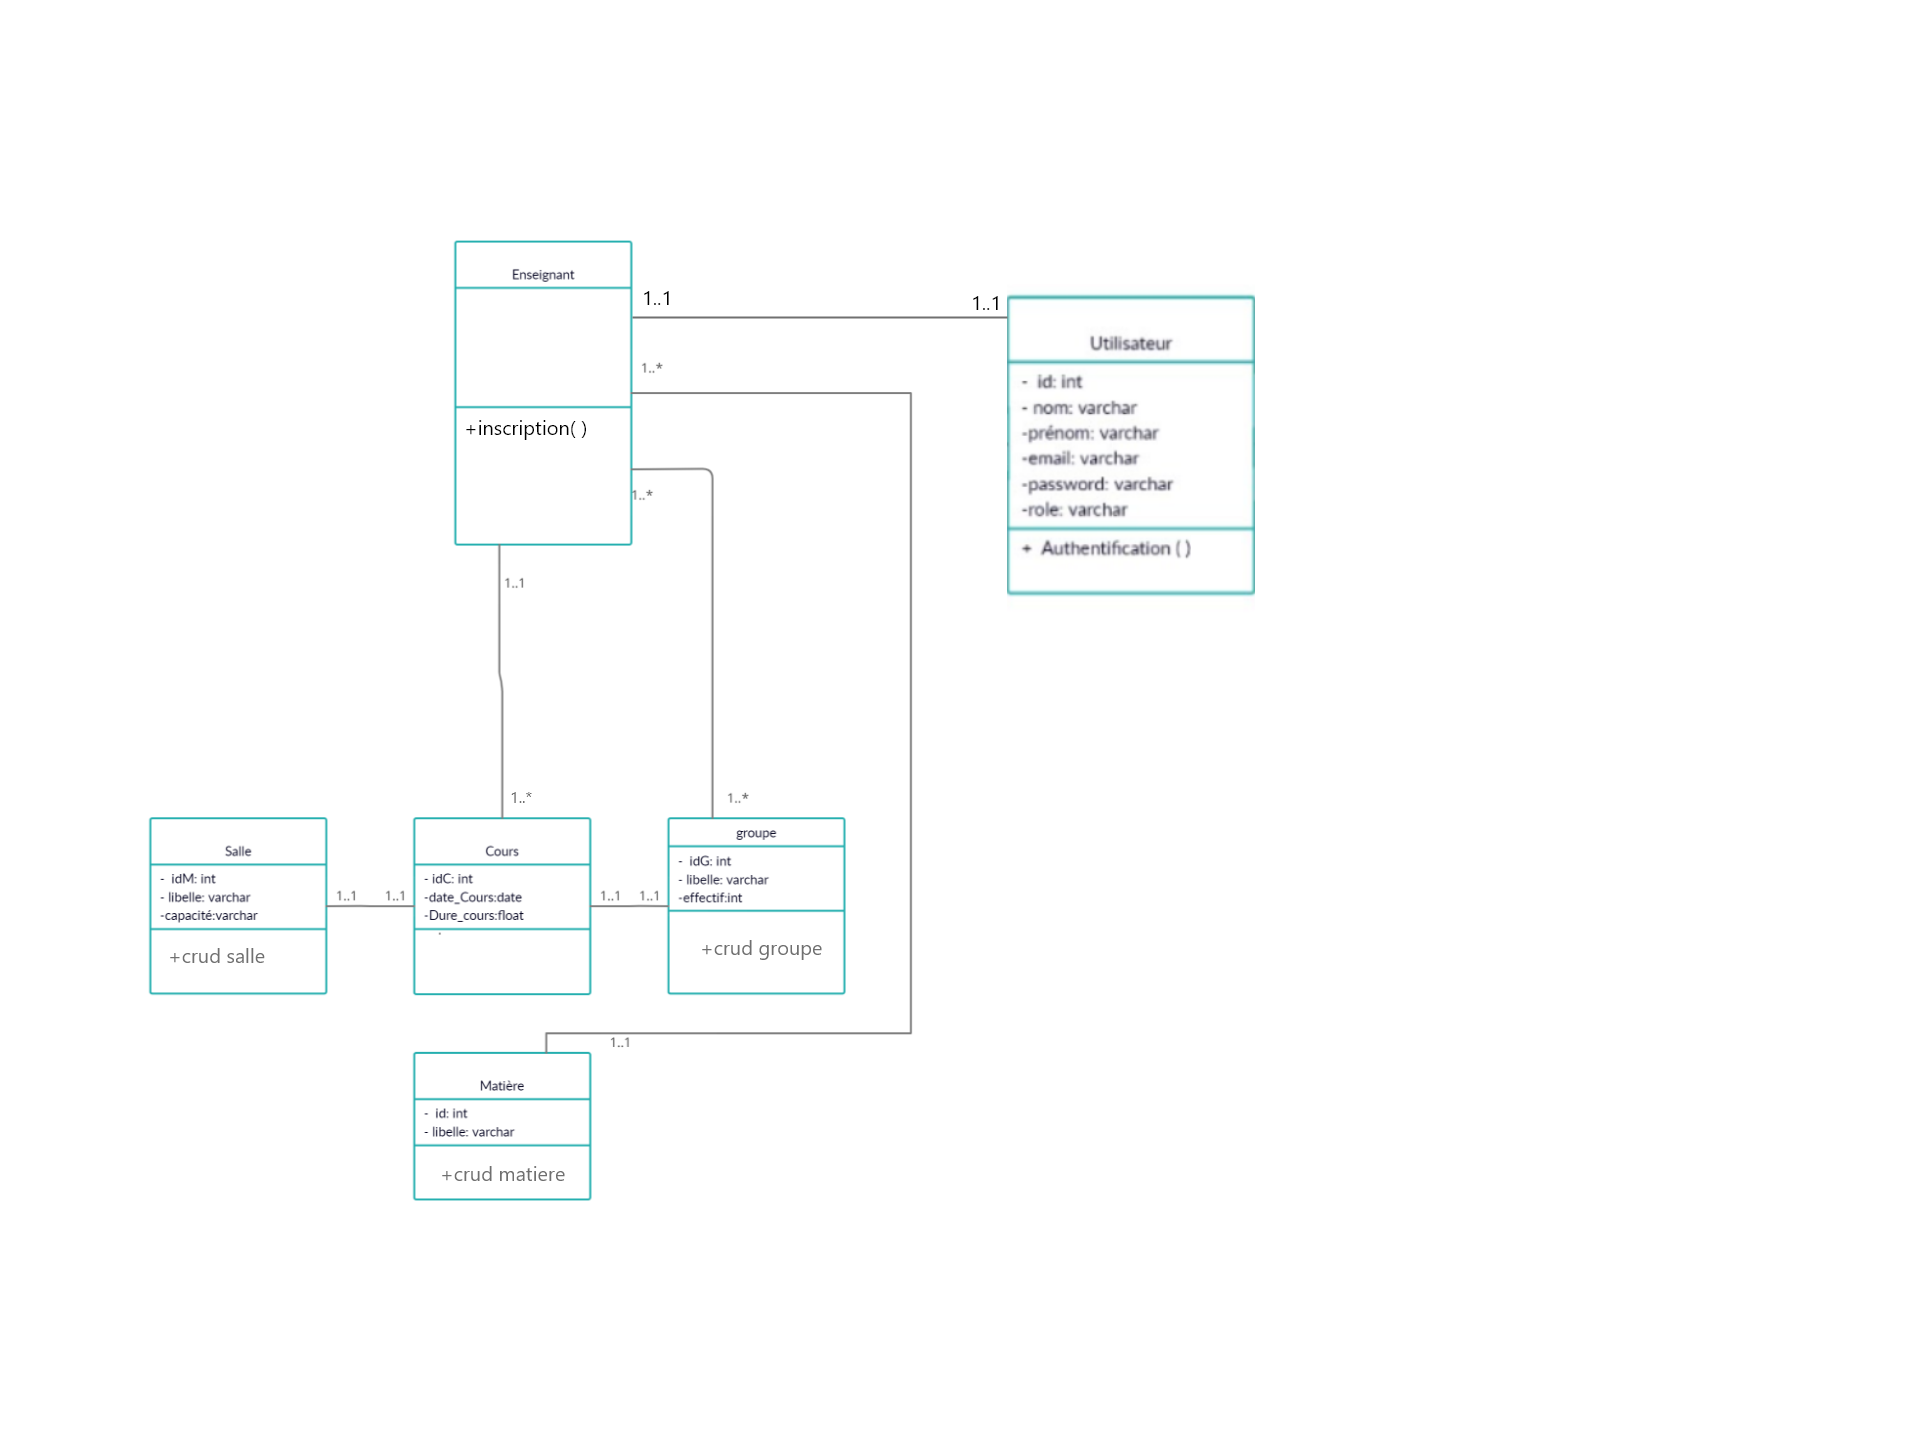 Enseignant
+inscription( )
1..1
1..1
1..*
1..*
1..1
1..*
1..*
Utilisateur
- id: int
- nom: varchar
-prénom: varchar
-email: varchar
-password: varchar
-role: varchar
+ Authentification ( )
Salle
- idM: int
- libelle: varchar
-capacité:varchar
+crud salle
1..1
1..1
Cours
- idC: int
-date_Cours:date
-Dure_cours:float
1..1
1..1
groupe
- idG: int
- libelle: varchar
-effectif:int
+crud groupe
1..1
Matière
- id: int
- libelle: varchar
+crud matiere